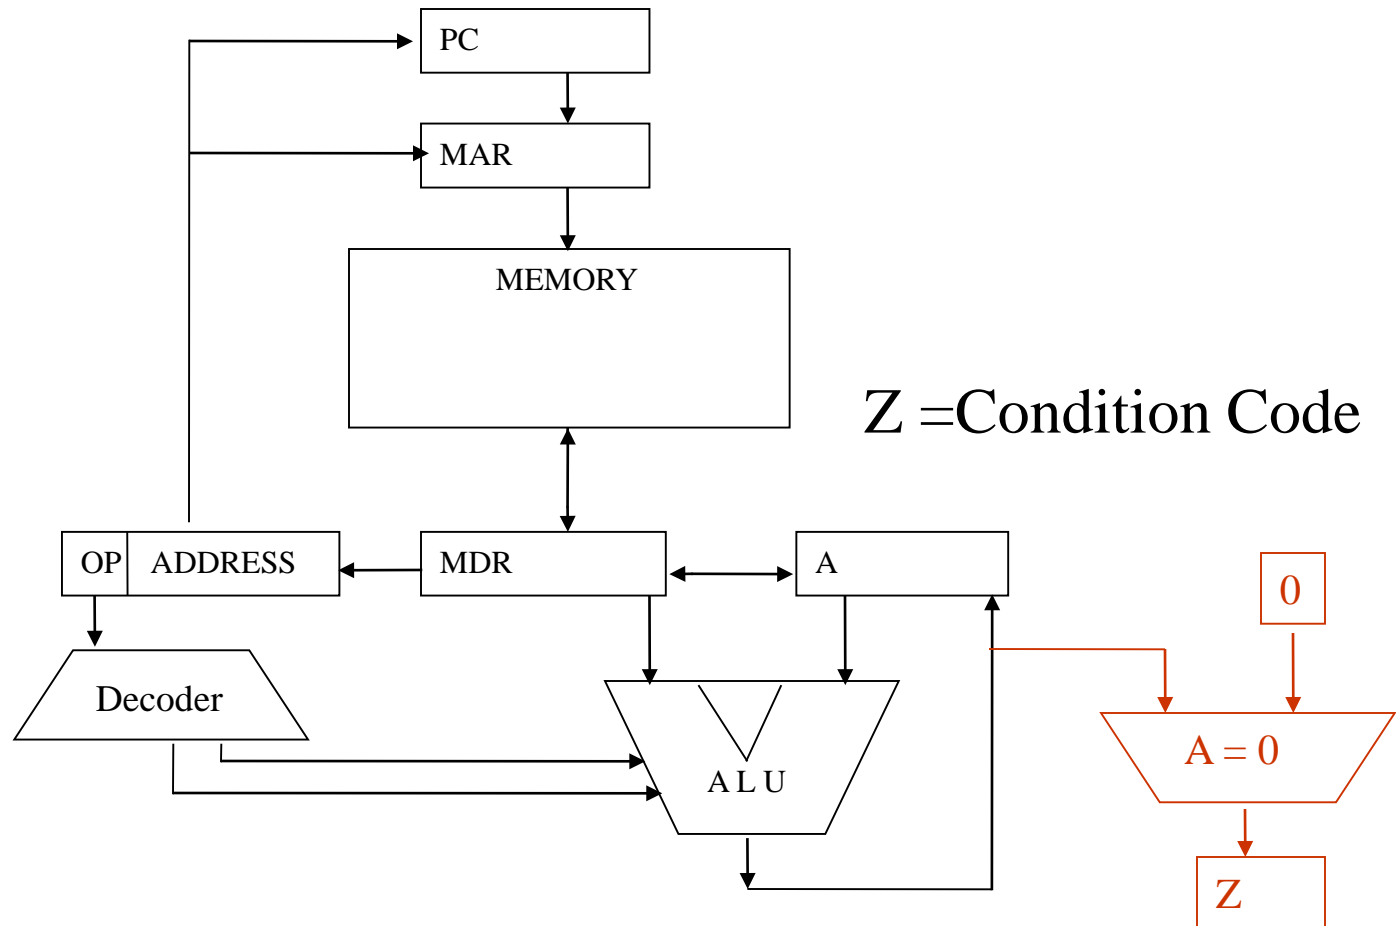 PC
MAR
MEMORY
Z =Condition Code
OP ADDRESS
MDR
A
0
Decoder
A = 0
A L U
Z